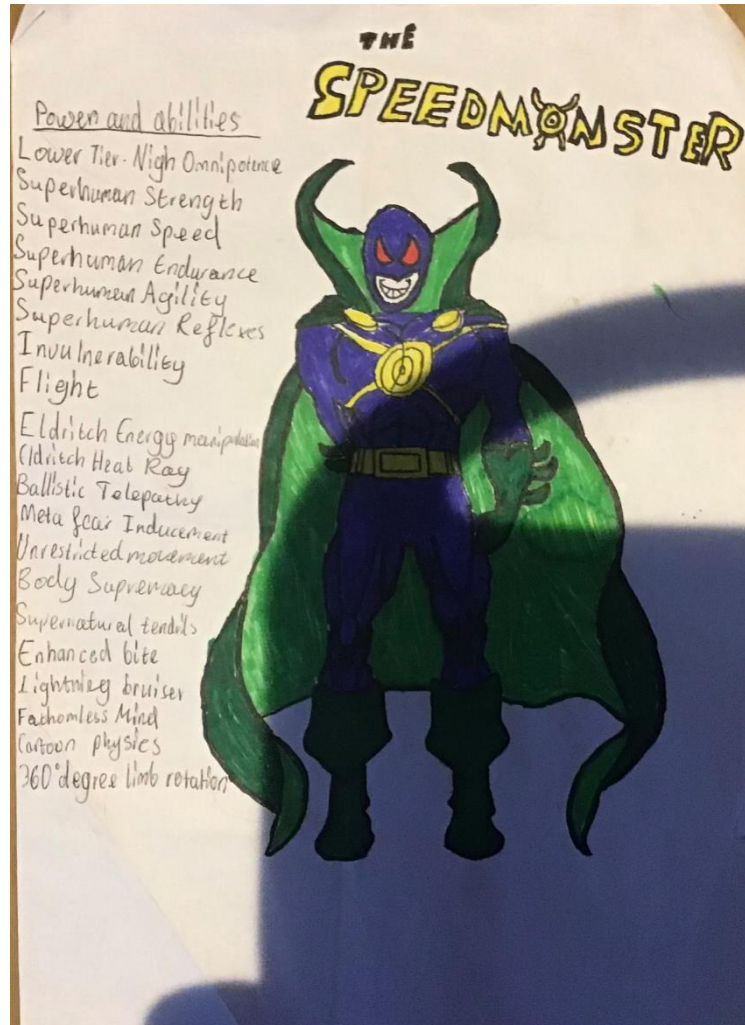 THE
SPEEDMONSTER
Power and abilities
Lower Tier-Nigh Omnipotence
Superhuman Strength
Superhuman Speed
Superhuman Endurance
Superhuman Agility
Superhuman Reflexes
Invulnerability
Flight
Eldritch Energy manipulation
Eldritch Heat Ray
Ballistic Telepathy
Meta fear Inducement
Unrestricted movement
Body Supremacy
Supernatural tendrils
Enhanced bite
Lightning bruiser
Fathomless Mind
Cartoon physics
360° degree limb rotation